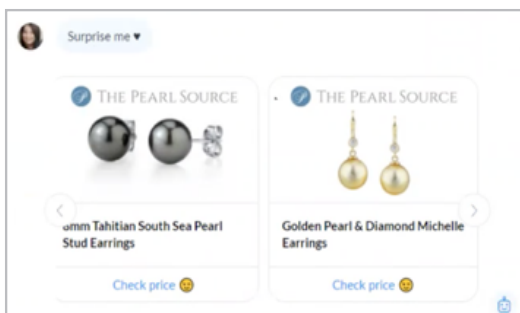 Surprise me ♥
THE PEARL SOURCE
mm Tahitian South Sea Pearl
Stud Earrings
Check price
THE PEARL SOURCE
Golden Pearl & Diamond Michelle
Earrings
Check price